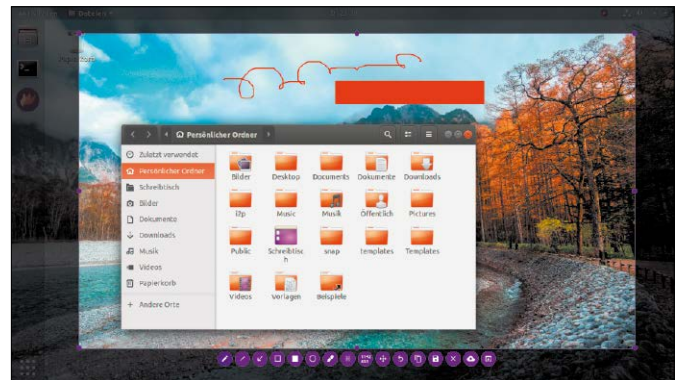 Persönlicher Ordner
Zuletzt verwendet
Persönlicher Ordner
Schreibtisch
Bilder
Dokumente
Downloads
Musik
Videos
Papierkorb
+ Andere Orte
Bilder Desktop Documents Dokumente Downloads
i2p Music Musik Öffentlich Pictures
Public Schreibtisc
h snap templates Templates
Videos Vorlagen Beispiele